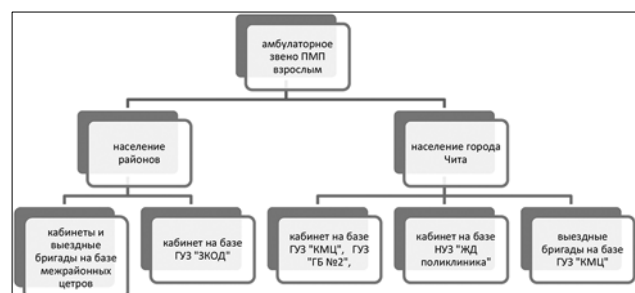 амбулаторное
звено ПМП
взрослым
население
районов
население города
Чита
кабинеты и
выездные
бригады на базе
межрайонных
цетров
кабинет на базе
ГУЗ "ЗКОД"
кабинет на базе
ГУЗ "КМЦ", ГУЗ
"ГБ №2",
кабинет на базе
НУЗ "ЖД
поликлиника"
выездные
бригады на базе
ГУЗ "КМЦ"